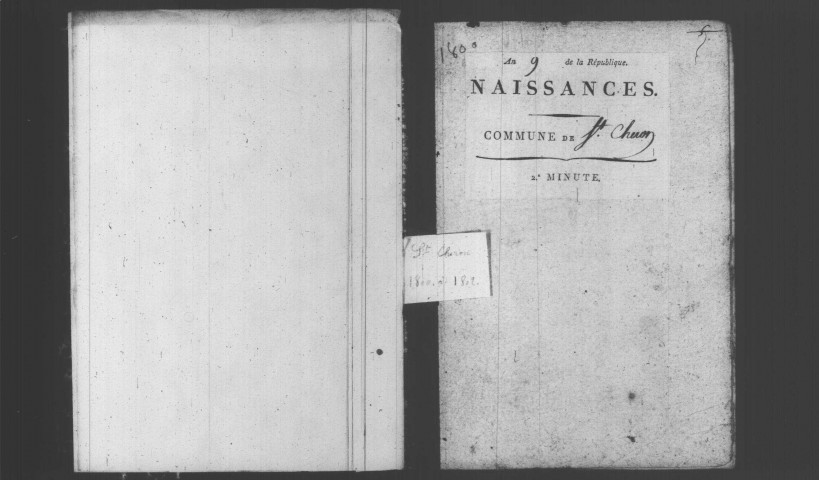 1800
An 9 de la République.
NAISSANCES.
COMMUNE DE St. Cheron
2.e MINUTE.
St Cheron
1800 à 1802.